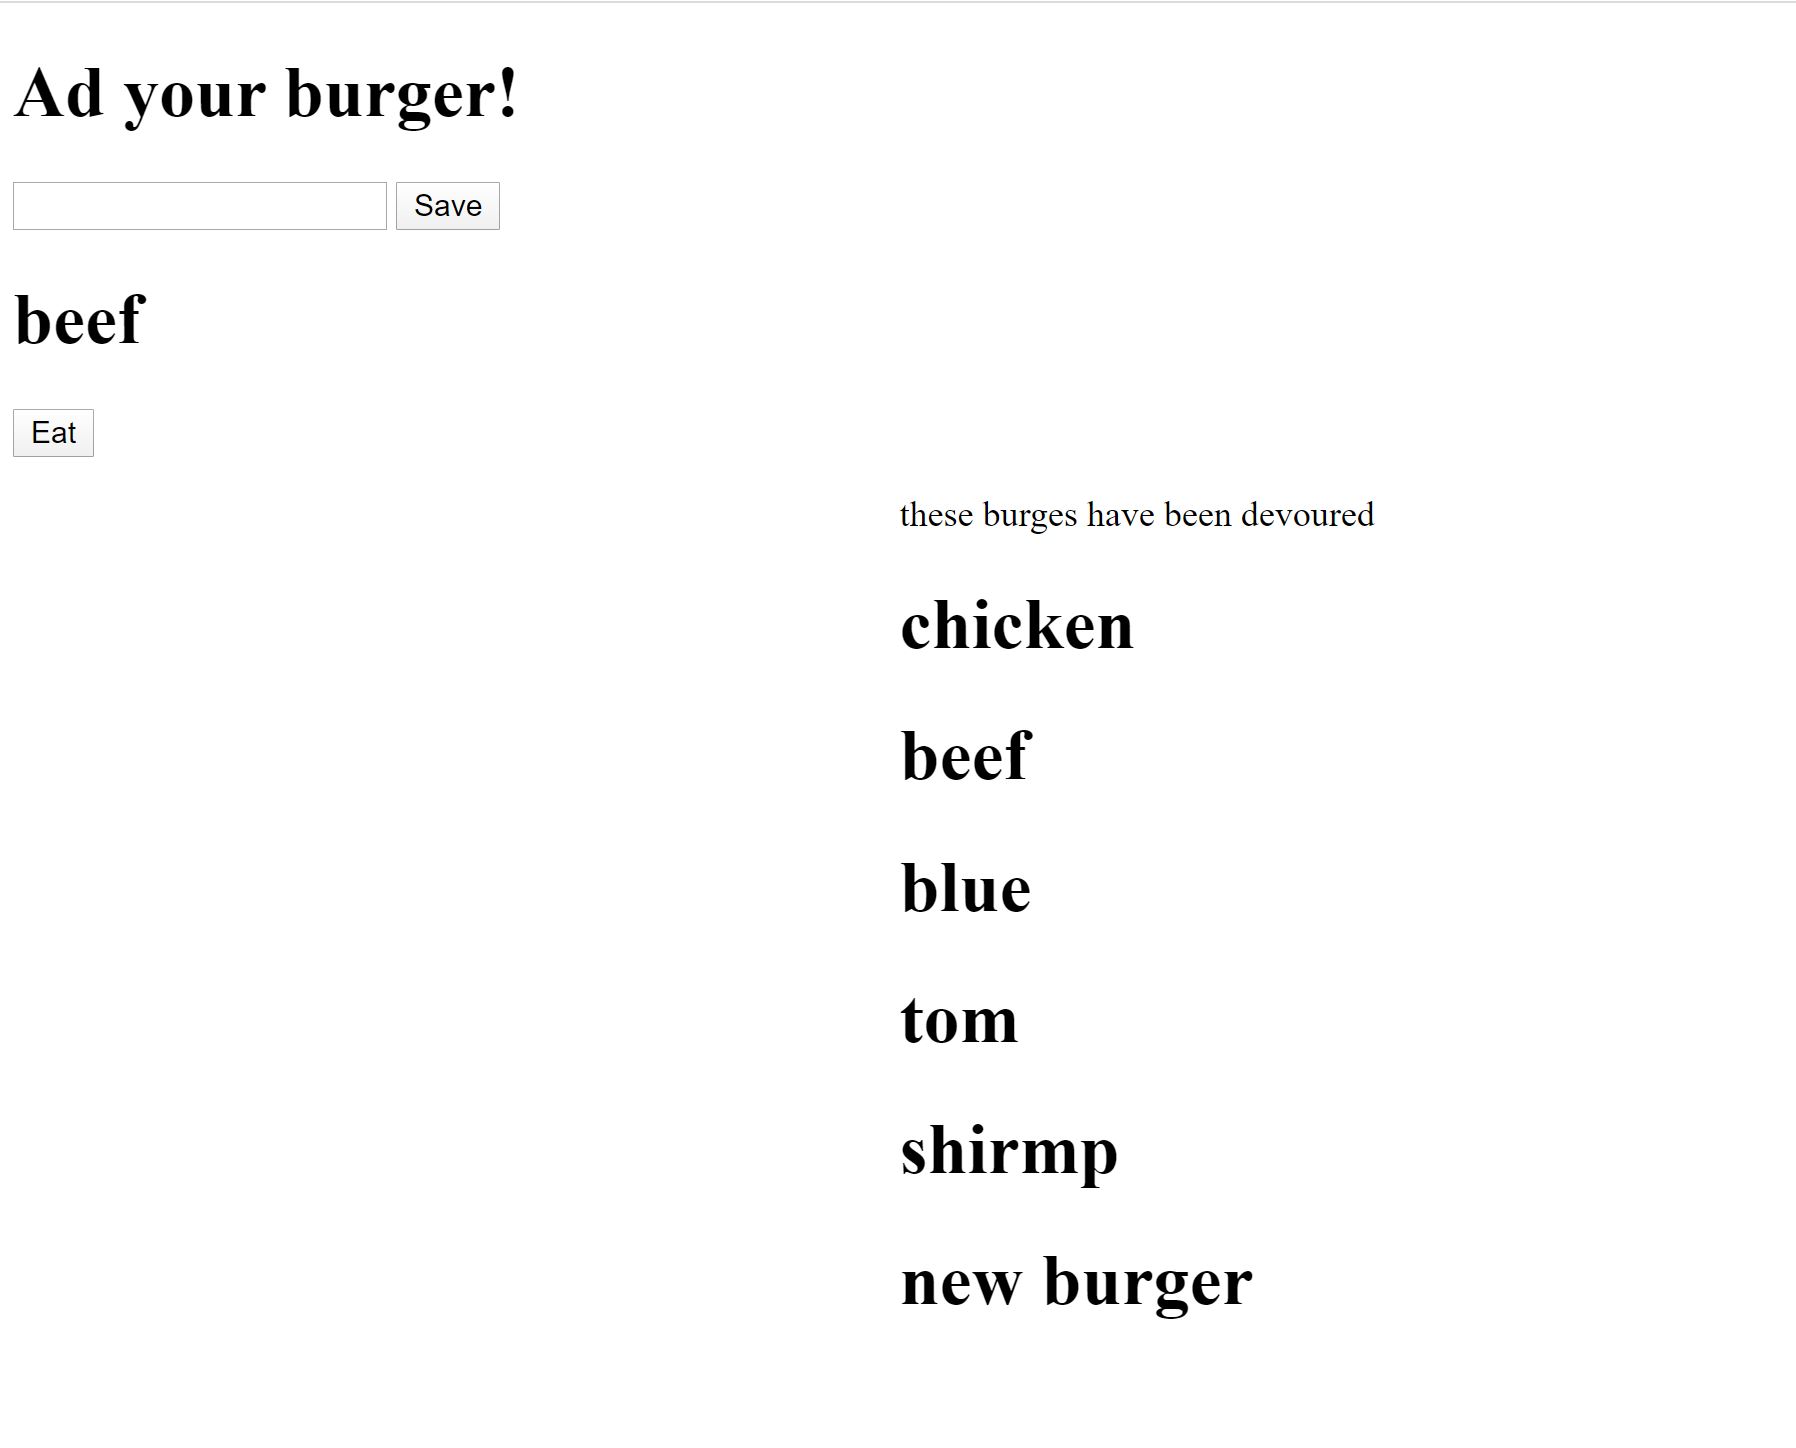 Ad your burger!
Save
beef
Eat
these burges have been devoured
chicken
beef
blue
tom
shirmp
new burger